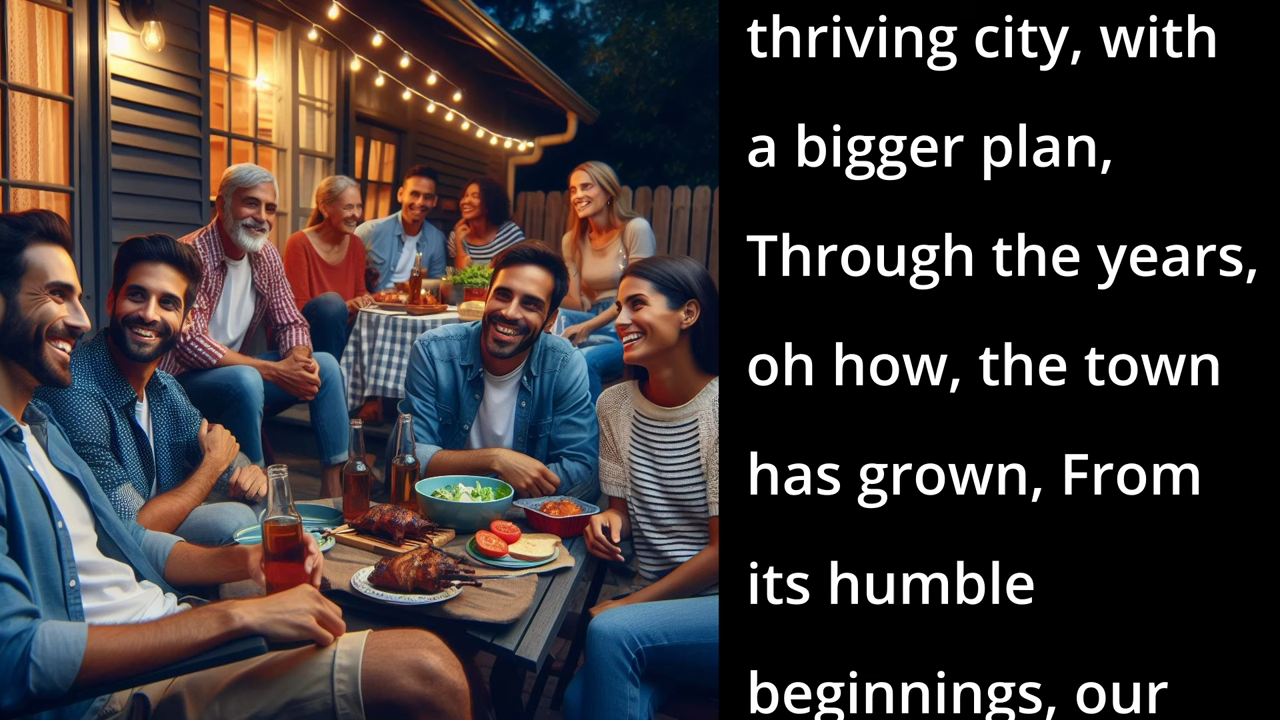 thriving city, with
a bigger plan,
Through the years,
oh how, the town
has grown, From
its humble
beginnings, our